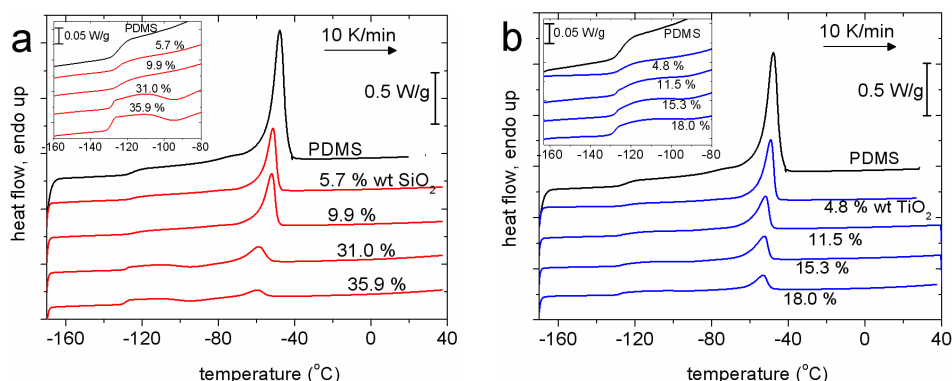 a
0.05 W/g
PDMS
5.7 %
9.9 %
31.0 %
35.9 %
-160 -140 -120 -100 -80
10 K/min
0.5 W/g
PDMS
5.7 % wt SiO₂
9.9 %
31.0 %
35.9 %
heat flow, endo up
-160 -120 -80 -40 0 40
temperature (°C)
b
0.05 W/g
PDMS
4.8 %
11.5 %
15.3 %
18.0 %
-160 -140 -120 -100 -80
10 K/min
0.5 W/g
PDMS
4.8 % wt TiO₂
11.5 %
15.3 %
18.0 %
heat flow, endo up
-160 -120 -80 -40 0 40
temperature (°C)